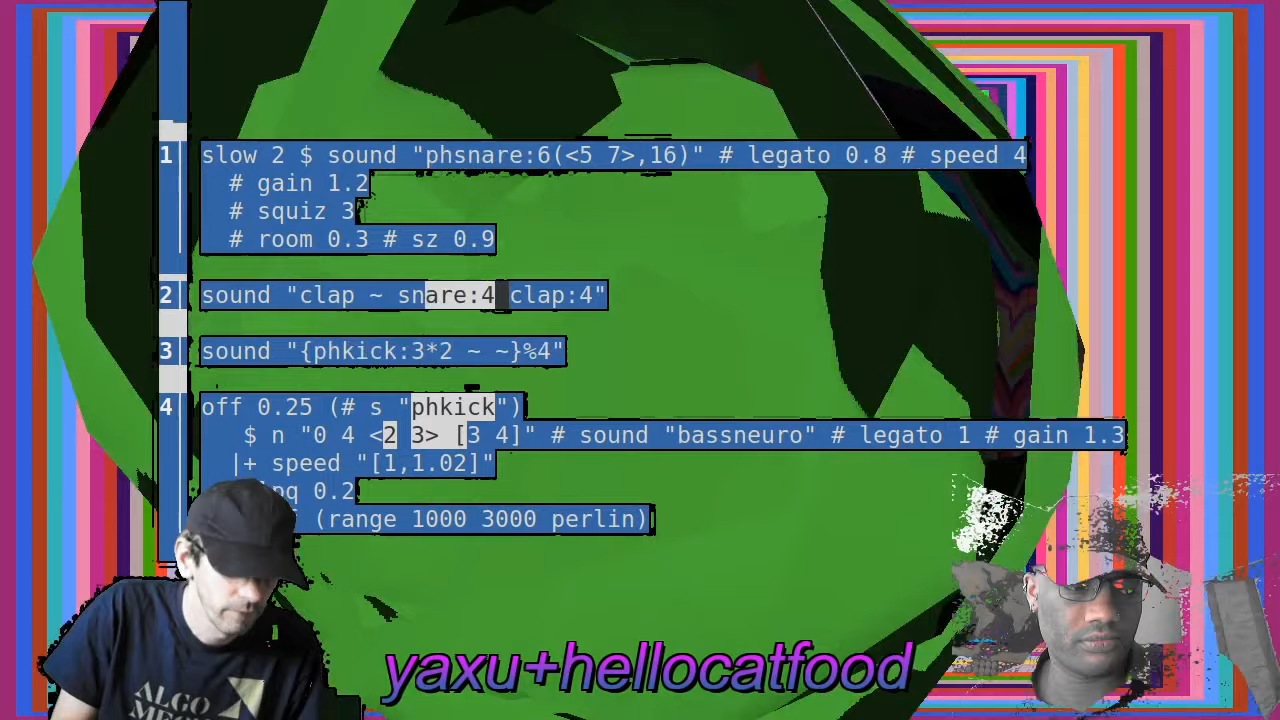 1 slow 2 $ sound "phsnare:6(<5 7>,16)" # legato 0.8 # speed 4
# gain 1.2
# squiz 3
# room 0.3 # sz 0.9
2 sound "clap ~ snare:4 clap:4"
3 sound "{phkick:3*2 ~ ~}%4"
4 off 0.25 (# s "phkick")
$ n "0 4 <2 3> [3 4]" # sound "bassneuro" # legato 1 # gain 1.3
|+ speed "[1,1.02]"
0.2
(range 1000 3000 perlin)
ALGO
yaxu+hellocatfood